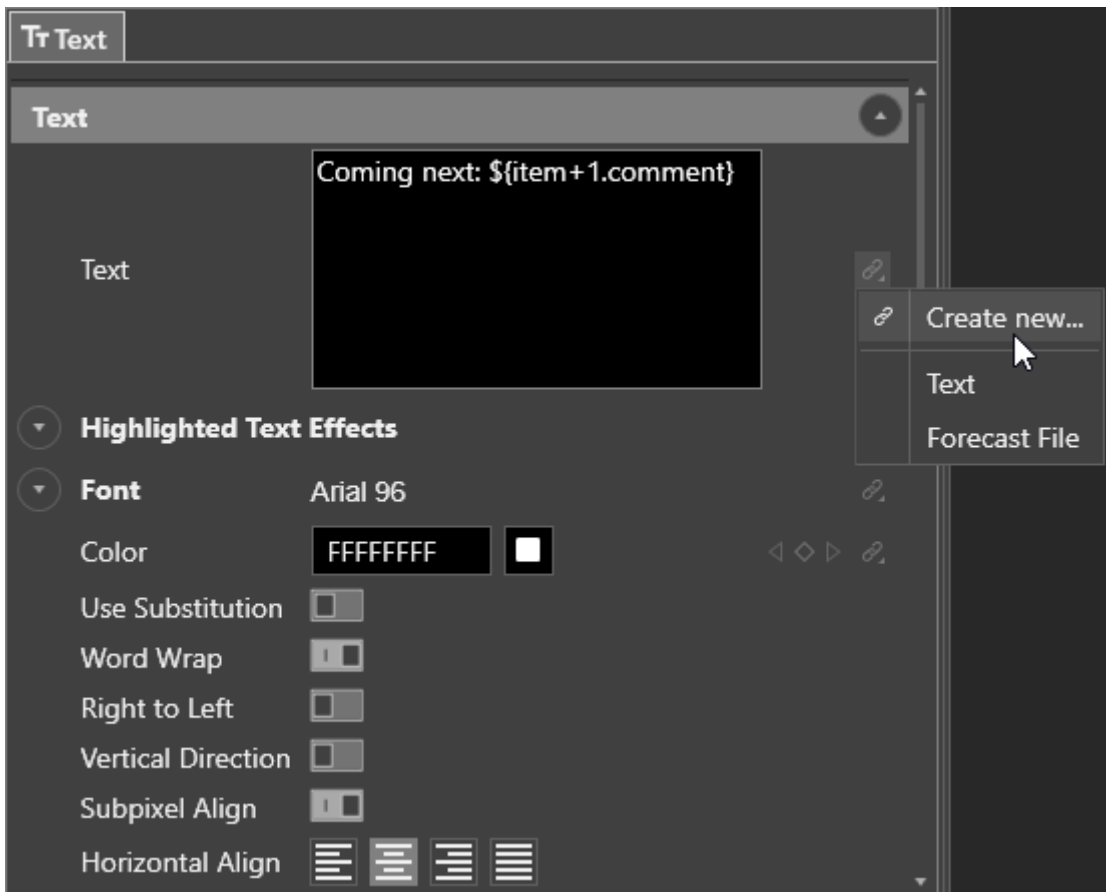 Tт Text
Text
Coming next: ${item+1.comment}
Text
Create new...
Text
Forecast File
Highlighted Text Effects
Font Arial 96
Color FFFFFFFF
Use Substitution
Word Wrap
Right to Left
Vertical Direction
Subpixel Align
Horizontal Align